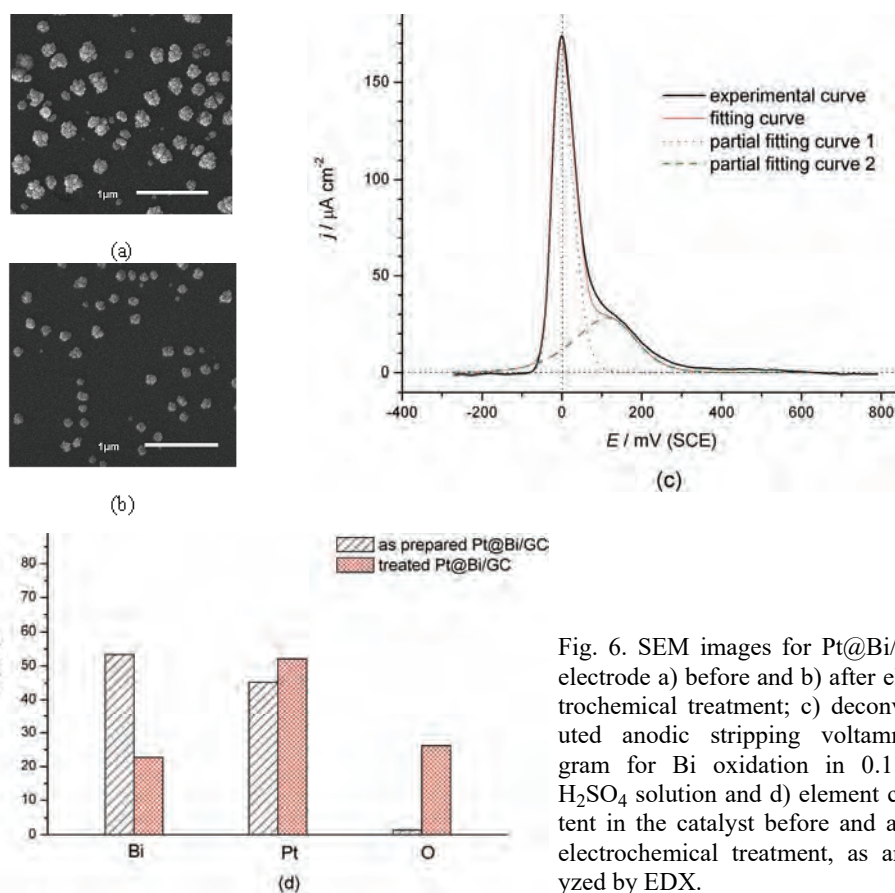 1μm
(a)
1μm
(b)
j / μA cm⁻²
150
100
50
0
experimental curve
fitting curve
partial fitting curve 1
partial fitting curve 2
-400 -200 0 200 400 600 800
E / mV (SCE)
(c)
80
70
60
50
40
30
20
10
0
as prepared Pt@Bi/GC
treated Pt@Bi/GC
Bi Pt O
(d)
Fig. 6. SEM images for Pt@Bi/
electrode a) before and b) after e
trochemical treatment; c) deconv
uted anodic stripping voltamm
gram for Bi oxidation in 0.1
H₂SO₄ solution and d) element c
tent in the catalyst before and a
electrochemical treatment, as a
yzed by EDX.